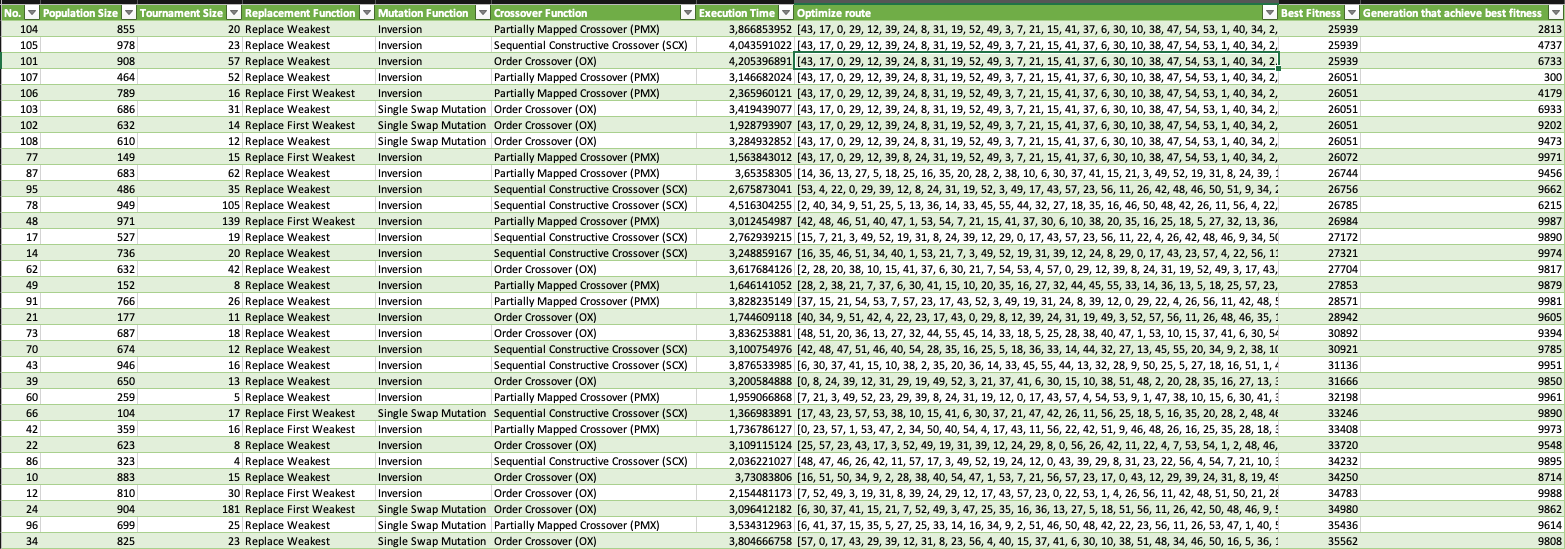 No. Population Size Tournament Size Replacement Function Mutation Function Crossover Function Execution Time Optimize route Best Fitness Generation that achieve best fitness
104 855 20 Replace Weakest Inversion Partially Mapped Crossover (PMX) 3,866853952 [43, 17, 0, 29, 12, 39, 24, 8, 31, 19, 52, 49, 3, 7, 21, 15, 41, 37, 6, 30, 10, 38, 47, 54, 53, 1, 40, 34, 2, 25939 2813
105 978 23 Replace Weakest Inversion Sequential Constructive Crossover (SCX) 4,043591022 [43, 17, 0, 29, 12, 39, 24, 8, 31, 19, 52, 49, 3, 7, 21, 15, 41, 37, 6, 30, 10, 38, 47, 54, 53, 1, 40, 34, 2, 25939 4737
101 908 57 Replace Weakest Inversion Order Crossover (OX) 4,205396891 [43, 17, 0, 29, 12, 39, 24, 8, 31, 19, 52, 49, 3, 7, 21, 15, 41, 37, 6, 30, 10, 38, 47, 54, 53, 1, 40, 34, 2, 25939 6733
107 464 52 Replace Weakest Inversion Partially Mapped Crossover (PMX) 3,146682024 [43, 17, 0, 29, 12, 39, 24, 8, 31, 19, 52, 49, 3, 7, 21, 15, 41, 37, 6, 30, 10, 38, 47, 54, 53, 1, 40, 34, 2, 26051 300
106 789 16 Replace First Weakest Inversion Partially Mapped Crossover (PMX) 2,365960121 [43, 17, 0, 29, 12, 39, 24, 8, 31, 19, 52, 49, 3, 7, 21, 15, 41, 37, 6, 30, 10, 38, 47, 54, 53, 1, 40, 34, 2, 26051 4179
103 686 31 Replace Weakest Single Swap Mutation Order Crossover (OX) 3,419439077 [43, 17, 0, 29, 12, 39, 24, 8, 31, 19, 52, 49, 3, 7, 21, 15, 41, 37, 6, 30, 10, 38, 47, 54, 53, 1, 40, 34, 2, 26051 6933
102 632 14 Replace First Weakest Single Swap Mutation Order Crossover (OX) 1,928793907 [43, 17, 0, 29, 12, 39, 24, 8, 31, 19, 52, 49, 3, 7, 21, 15, 41, 37, 6, 30, 10, 38, 47, 54, 53, 1, 40, 34, 2, 26051 9202
108 610 12 Replace Weakest Single Swap Mutation Order Crossover (OX) 3,284932852 [43, 17, 0, 29, 12, 39, 24, 8, 31, 19, 52, 49, 3, 7, 21, 15, 41, 37, 6, 30, 10, 38, 47, 54, 53, 1, 40, 34, 2, 26051 9473
77 149 15 Replace First Weakest Inversion Partially Mapped Crossover (PMX) 1,563843012 [43, 17, 0, 29, 12, 39, 8, 24, 31, 19, 52, 49, 3, 7, 21, 15, 41, 37, 6, 30, 10, 38, 47, 54, 53, 1, 40, 34, 2, 26072 9971
87 683 62 Replace Weakest Inversion Partially Mapped Crossover (PMX) 3,65358305 [14, 36, 13, 27, 5, 18, 25, 16, 35, 20, 28, 2, 38, 10, 6, 30, 37, 41, 15, 21, 3, 49, 52, 19, 31, 8, 24, 39, 26744 9456
95 486 35 Replace Weakest Inversion Sequential Constructive Crossover (SCX) 2,675873041 [53, 4, 22, 0, 29, 39, 12, 8, 24, 31, 19, 52, 3, 49, 17, 43, 57, 23, 56, 11, 26, 42, 48, 46, 50, 51, 9, 34, 26756 9662
78 949 105 Replace Weakest Inversion Sequential Constructive Crossover (SCX) 4,516304255 [2, 40, 34, 9, 51, 25, 5, 13, 36, 14, 33, 45, 55, 44, 32, 27, 18, 35, 16, 46, 50, 48, 42, 26, 11, 56, 4, 22, 26785 6215
48 971 139 Replace First Weakest Inversion Partially Mapped Crossover (PMX) 3,012454987 [42, 48, 46, 51, 40, 47, 1, 53, 54, 7, 21, 15, 41, 37, 30, 6, 10, 38, 20, 35, 16, 25, 18, 5, 27, 32, 13, 36, 26984 9987
17 527 19 Replace Weakest Inversion Sequential Constructive Crossover (SCX) 2,762939215 [15, 7, 21, 3, 49, 52, 19, 31, 8, 24, 39, 12, 29, 0, 17, 43, 57, 23, 56, 11, 22, 4, 26, 42, 48, 46, 9, 34, 27172 9890
14 736 20 Replace Weakest Inversion Sequential Constructive Crossover (SCX) 3,248859167 [16, 35, 46, 51, 34, 40, 1, 53, 21, 7, 3, 49, 52, 19, 31, 39, 12, 24, 8, 29, 0, 17, 43, 23, 57, 4, 22, 56, 27321 9974
62 632 42 Replace Weakest Inversion Order Crossover (OX) 3,617684126 [2, 28, 20, 38, 10, 15, 41, 37, 6, 30, 21, 7, 54, 53, 4, 57, 0, 29, 12, 39, 8, 24, 31, 19, 52, 49, 3, 17, 43, 27704 9817
49 152 8 Replace Weakest Inversion Partially Mapped Crossover (PMX) 1,646141052 [28, 2, 38, 21, 7, 37, 6, 30, 41, 15, 10, 20, 35, 16, 27, 32, 44, 45, 55, 33, 14, 36, 13, 5, 18, 25, 57, 23, 27853 9879
91 766 26 Replace Weakest Inversion Partially Mapped Crossover (PMX) 3,828235149 [37, 15, 21, 54, 53, 7, 57, 23, 17, 43, 52, 3, 49, 19, 31, 24, 8, 39, 12, 0, 29, 22, 4, 26, 56, 11, 42, 48, 28571 9981
21 177 11 Replace Weakest Inversion Order Crossover (OX) 1,744609118 [40, 34, 9, 51, 42, 4, 22, 23, 17, 43, 0, 29, 8, 12, 39, 24, 31, 19, 49, 3, 52, 57, 56, 11, 26, 48, 46, 35, 28942 9605
73 687 18 Replace Weakest Inversion Order Crossover (OX) 3,836253881 [48, 51, 20, 36, 13, 27, 32, 44, 55, 45, 14, 33, 18, 5, 25, 28, 38, 40, 47, 1, 53, 10, 15, 37, 41, 6, 30, 30892 9394
70 674 12 Replace Weakest Inversion Sequential Constructive Crossover (SCX) 3,100754976 [42, 48, 47, 51, 46, 40, 54, 28, 35, 16, 25, 5, 18, 36, 33, 14, 44, 32, 27, 13, 45, 55, 20, 34, 9, 2, 38, 30921 9785
43 946 16 Replace Weakest Inversion Sequential Constructive Crossover (SCX) 3,876533985 [6, 30, 37, 41, 15, 10, 38, 2, 35, 20, 36, 14, 33, 45, 55, 44, 13, 32, 28, 9, 50, 25, 5, 27, 18, 16, 51, 1, 31136 9951
39 650 13 Replace Weakest Inversion Order Crossover (OX) 3,200584888 [0, 8, 24, 39, 12, 31, 29, 19, 49, 52, 3, 21, 37, 41, 6, 30, 15, 10, 38, 51, 48, 2, 20, 28, 35, 16, 27, 13, 31666 9850
60 259 5 Replace Weakest Inversion Partially Mapped Crossover (PMX) 1,959066868 [7, 21, 3, 49, 52, 23, 29, 39, 8, 24, 31, 19, 12, 0, 17, 43, 57, 4, 54, 53, 9, 1, 47, 38, 10, 15, 6, 30, 41, 32198 9961
66 104 17 Replace First Weakest Single Swap Mutation Sequential Constructive Crossover (SCX) 1,366983891 [17, 43, 23, 57, 53, 38, 10, 15, 41, 6, 30, 37, 21, 47, 42, 26, 11, 56, 25, 18, 5, 16, 35, 20, 28, 2, 48, 33246 9890
42 359 16 Replace First Weakest Inversion Partially Mapped Crossover (PMX) 1,736786127 [0, 23, 57, 1, 53, 47, 2, 34, 50, 40, 54, 4, 17, 43, 11, 56, 22, 42, 51, 9, 46, 48, 26, 16, 25, 35, 28, 18, 33408 9973
22 623 8 Replace Weakest Inversion Order Crossover (OX) 3,109115124 [25, 57, 23, 43, 17, 3, 52, 49, 19, 31, 39, 12, 24, 29, 8, 0, 56, 26, 42, 11, 22, 4, 7, 53, 54, 1, 2, 48, 46, 33720 9548
86 323 4 Replace Weakest Inversion Sequential Constructive Crossover (SCX) 2,036221027 [48, 47, 46, 26, 42, 11, 57, 17, 3, 49, 52, 19, 24, 12, 0, 43, 39, 29, 8, 31, 23, 22, 56, 4, 54, 7, 21, 10, 34232 9895
10 883 15 Replace Weakest Inversion Order Crossover (OX) 3,73083806 [16, 51, 50, 34, 9, 2, 28, 38, 40, 54, 47, 1, 53, 7, 21, 56, 57, 23, 17, 0, 43, 12, 29, 39, 24, 31, 8, 19, 34250 8714
12 810 30 Replace First Weakest Inversion Order Crossover (OX) 2,154481173 [7, 52, 49, 3, 19, 31, 8, 39, 24, 29, 12, 17, 43, 57, 23, 0, 22, 53, 1, 4, 26, 56, 11, 42, 48, 51, 50, 21, 34783 9988
24 904 181 Replace First Weakest Single Swap Mutation Order Crossover (OX) 3,096412182 [6, 30, 37, 41, 15, 21, 7, 52, 49, 3, 47, 25, 35, 16, 36, 13, 27, 5, 18, 51, 56, 11, 26, 42, 50, 48, 46, 9, 34980 9862
96 699 25 Replace Weakest Single Swap Mutation Partially Mapped Crossover (PMX) 3,534312963 [6, 41, 37, 15, 35, 5, 27, 25, 33, 14, 16, 34, 9, 2, 51, 46, 50, 48, 42, 22, 23, 56, 11, 26, 53, 47, 1, 40, 35436 9614
34 825 23 Replace Weakest Single Swap Mutation Order Crossover (OX) 3,804666758 [57, 0, 17, 43, 29, 39, 12, 31, 8, 23, 56, 4, 40, 15, 37, 41, 6, 30, 10, 38, 51, 48, 34, 46, 50, 16, 5, 36, 35562 9808